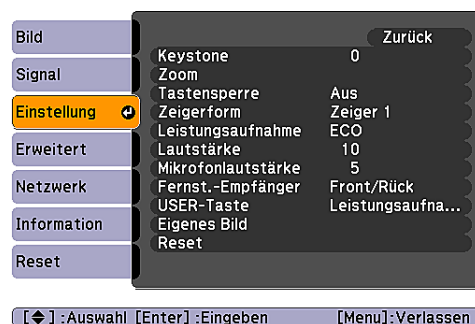 Bild
Signal
Einstellung
Erweitert
Netzwerk
Information
Reset
Zurück
Keystone 0
Zoom
Tastensperre Aus
Zeigerform Zeiger 1
Leistungsaufnahme ECO
Lautstärke 10
Mikrofonlautstärke 5
Fernst.-Empfänger Front/Rück
USER-Taste Leistungsaufna...
Eigenes Bild
Reset
[◆] :Auswahl [Enter] :Eingeben [Menu]:Verlassen